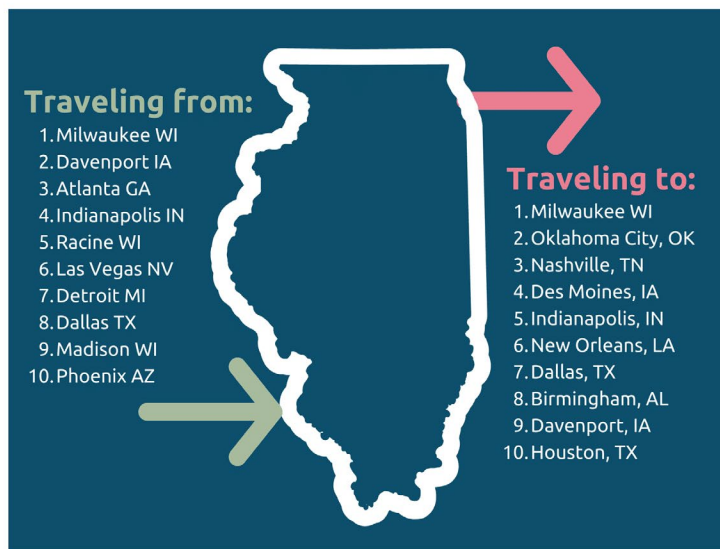 Traveling from:
1. Milwaukee WI
2. Davenport IA
3. Atlanta GA
4. Indianapolis IN
5. Racine WI
6. Las Vegas NV
7. Detroit MI
8. Dallas TX
9. Madison WI
10. Phoenix AZ
Traveling to:
1. Milwaukee WI
2. Oklahoma City, OK
3. Nashville, TN
4. Des Moines, IA
5. Indianapolis, IN
6. New Orleans, LA
7. Dallas, TX
8. Birmingham, AL
9. Davenport, IA
10. Houston, TX